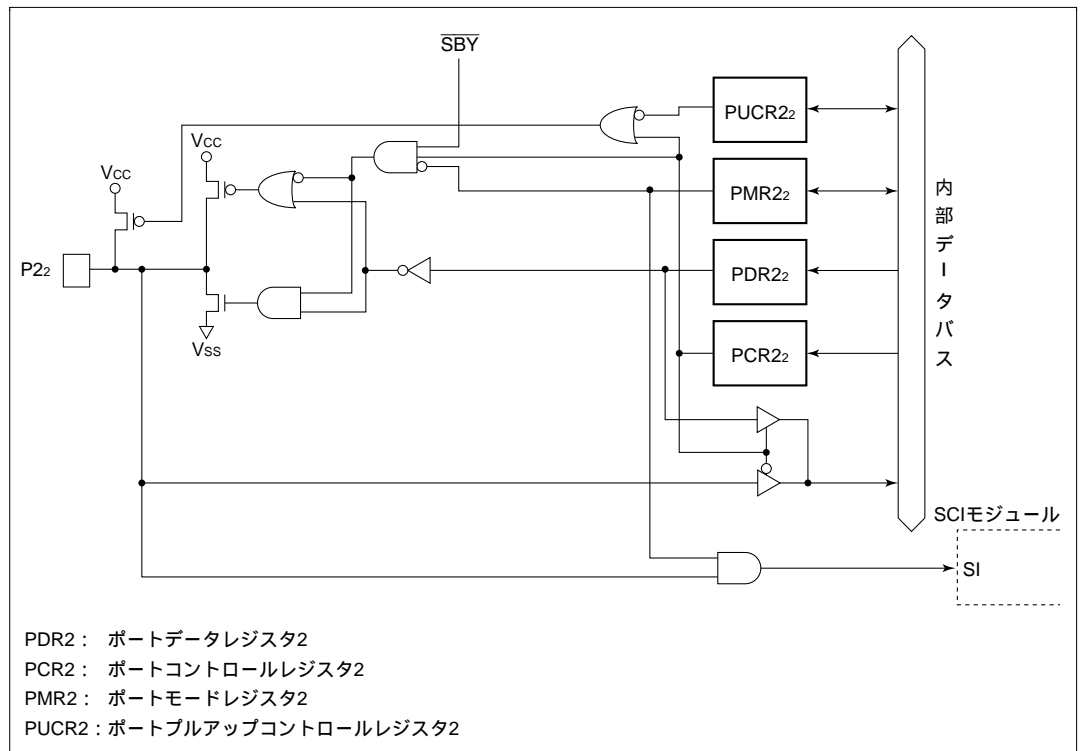 SBY
PUCR22
VCC
VCC
PMR22
内部データバス
P22
PDR22
VSS
PCR22
SCIモジュール
SI
PDR2： ポートデータレジスタ2
PCR2： ポートコントロールレジスタ2
PMR2： ポートモードレジスタ2
PUCR2：ポートプルアップコントロールレジスタ2